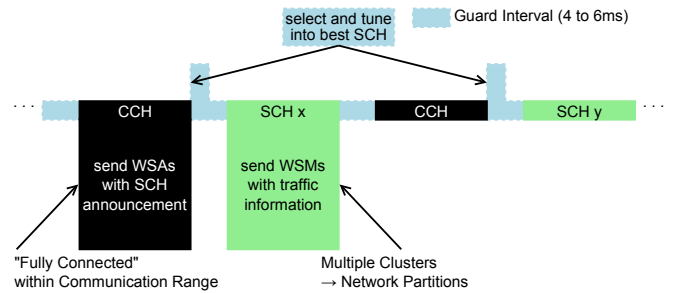 select and tune
into best SCH
Guard Interval (4 to 6ms)
. . .
CCH
SCH x
CCH
SCH y
. . .
send WSAs
with SCH
announcement
send WSMs
with traffic
information
"Fully Connected"
within Communication Range
Multiple Clusters
→ Network Partitions